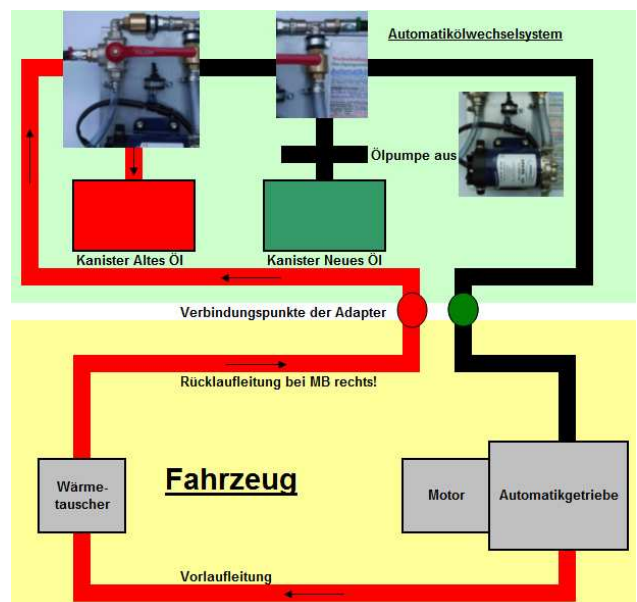 Automatikölwechselsystem
Ölpumpe aus
Kanister Altes Öl
Kanister Neues Öl
Verbindungspunkte der Adapter
Rücklaufleitung bei MB rechts!
Wärme-
tauscher
Fahrzeug
Motor
Automatikgetriebe
Vorlaufleitung